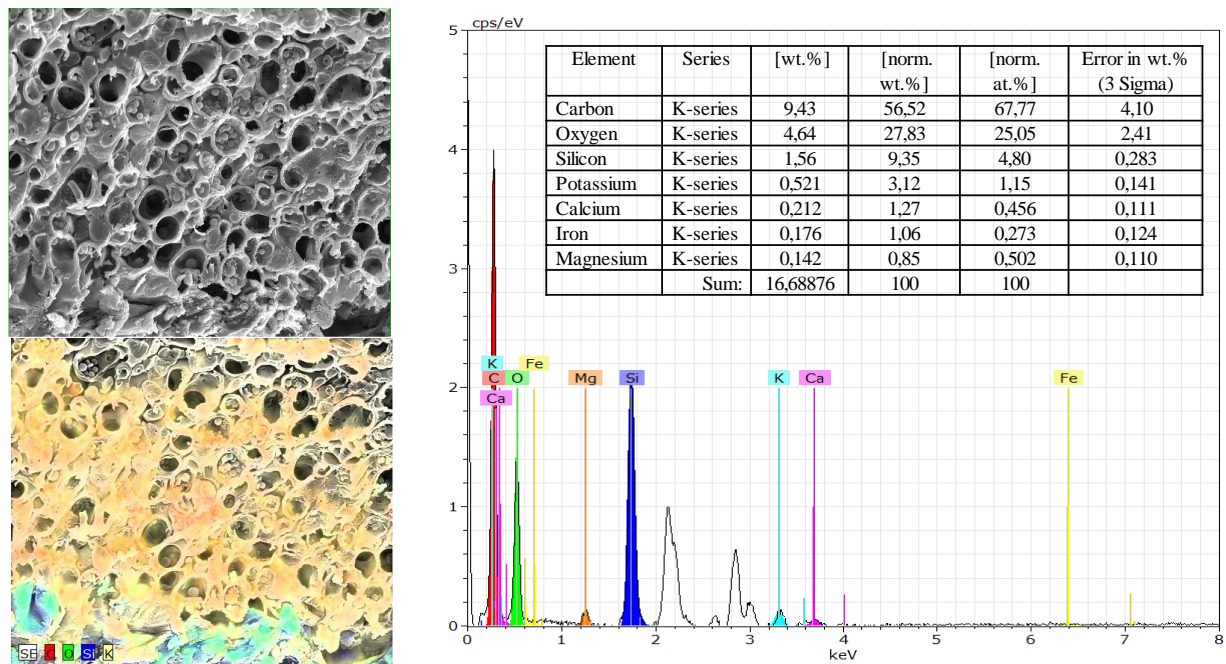 cps/eV
5
4
3
2
1
0
Element Series [wt.%] [norm. wt.%] [norm. at.%] Error in wt.% (3 Sigma)
Carbon K-series 9,43 56,52 67,77 4,10
Oxygen K-series 4,64 27,83 25,05 2,41
Silicon K-series 1,56 9,35 4,80 0,283
Potassium K-series 0,521 3,12 1,15 0,141
Calcium K-series 0,212 1,27 0,456 0,111
Iron K-series 0,176 1,06 0,273 0,124
Magnesium K-series 0,142 0,85 0,502 0,110
Sum: 16,68876 100 100
K Fe
C O Mg Si K Ca Fe
Ca
0 1 2 3 4 5 6 7 8
keV
SE C O Si K